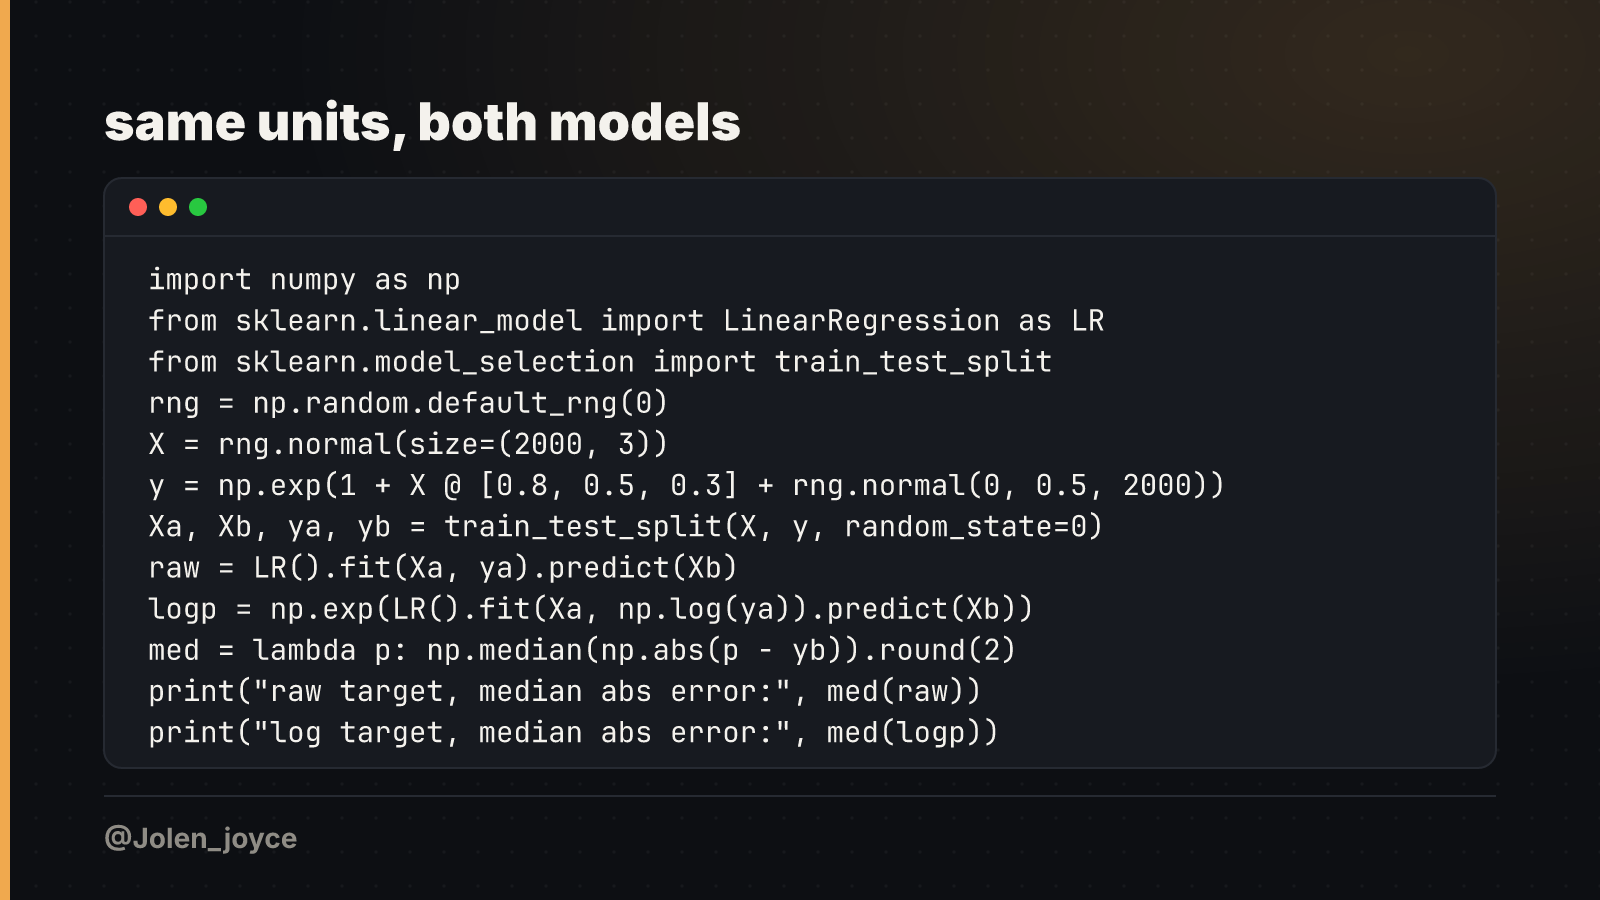 same units, both models
import numpy as np
from sklearn.linear_model import LinearRegression as LR
from sklearn.model_selection import train_test_split
rng = np.random.default_rng(0)
X = rng.normal(size=(2000, 3))
y = np.exp(1 + X @ [0.8, 0.5, 0.3] + rng.normal(0, 0.5, 2000))
Xa, Xb, ya, yb = train_test_split(X, y, random_state=0)
raw = LR().fit(Xa, ya).predict(Xb)
logp = np.exp(LR().fit(Xa, np.log(ya)).predict(Xb))
med = lambda p: np.median(np.abs(p - yb)).round(2)
print("raw target, median abs error:", med(raw))
print("log target, median abs error:", med(logp))
@Jolen_joyce